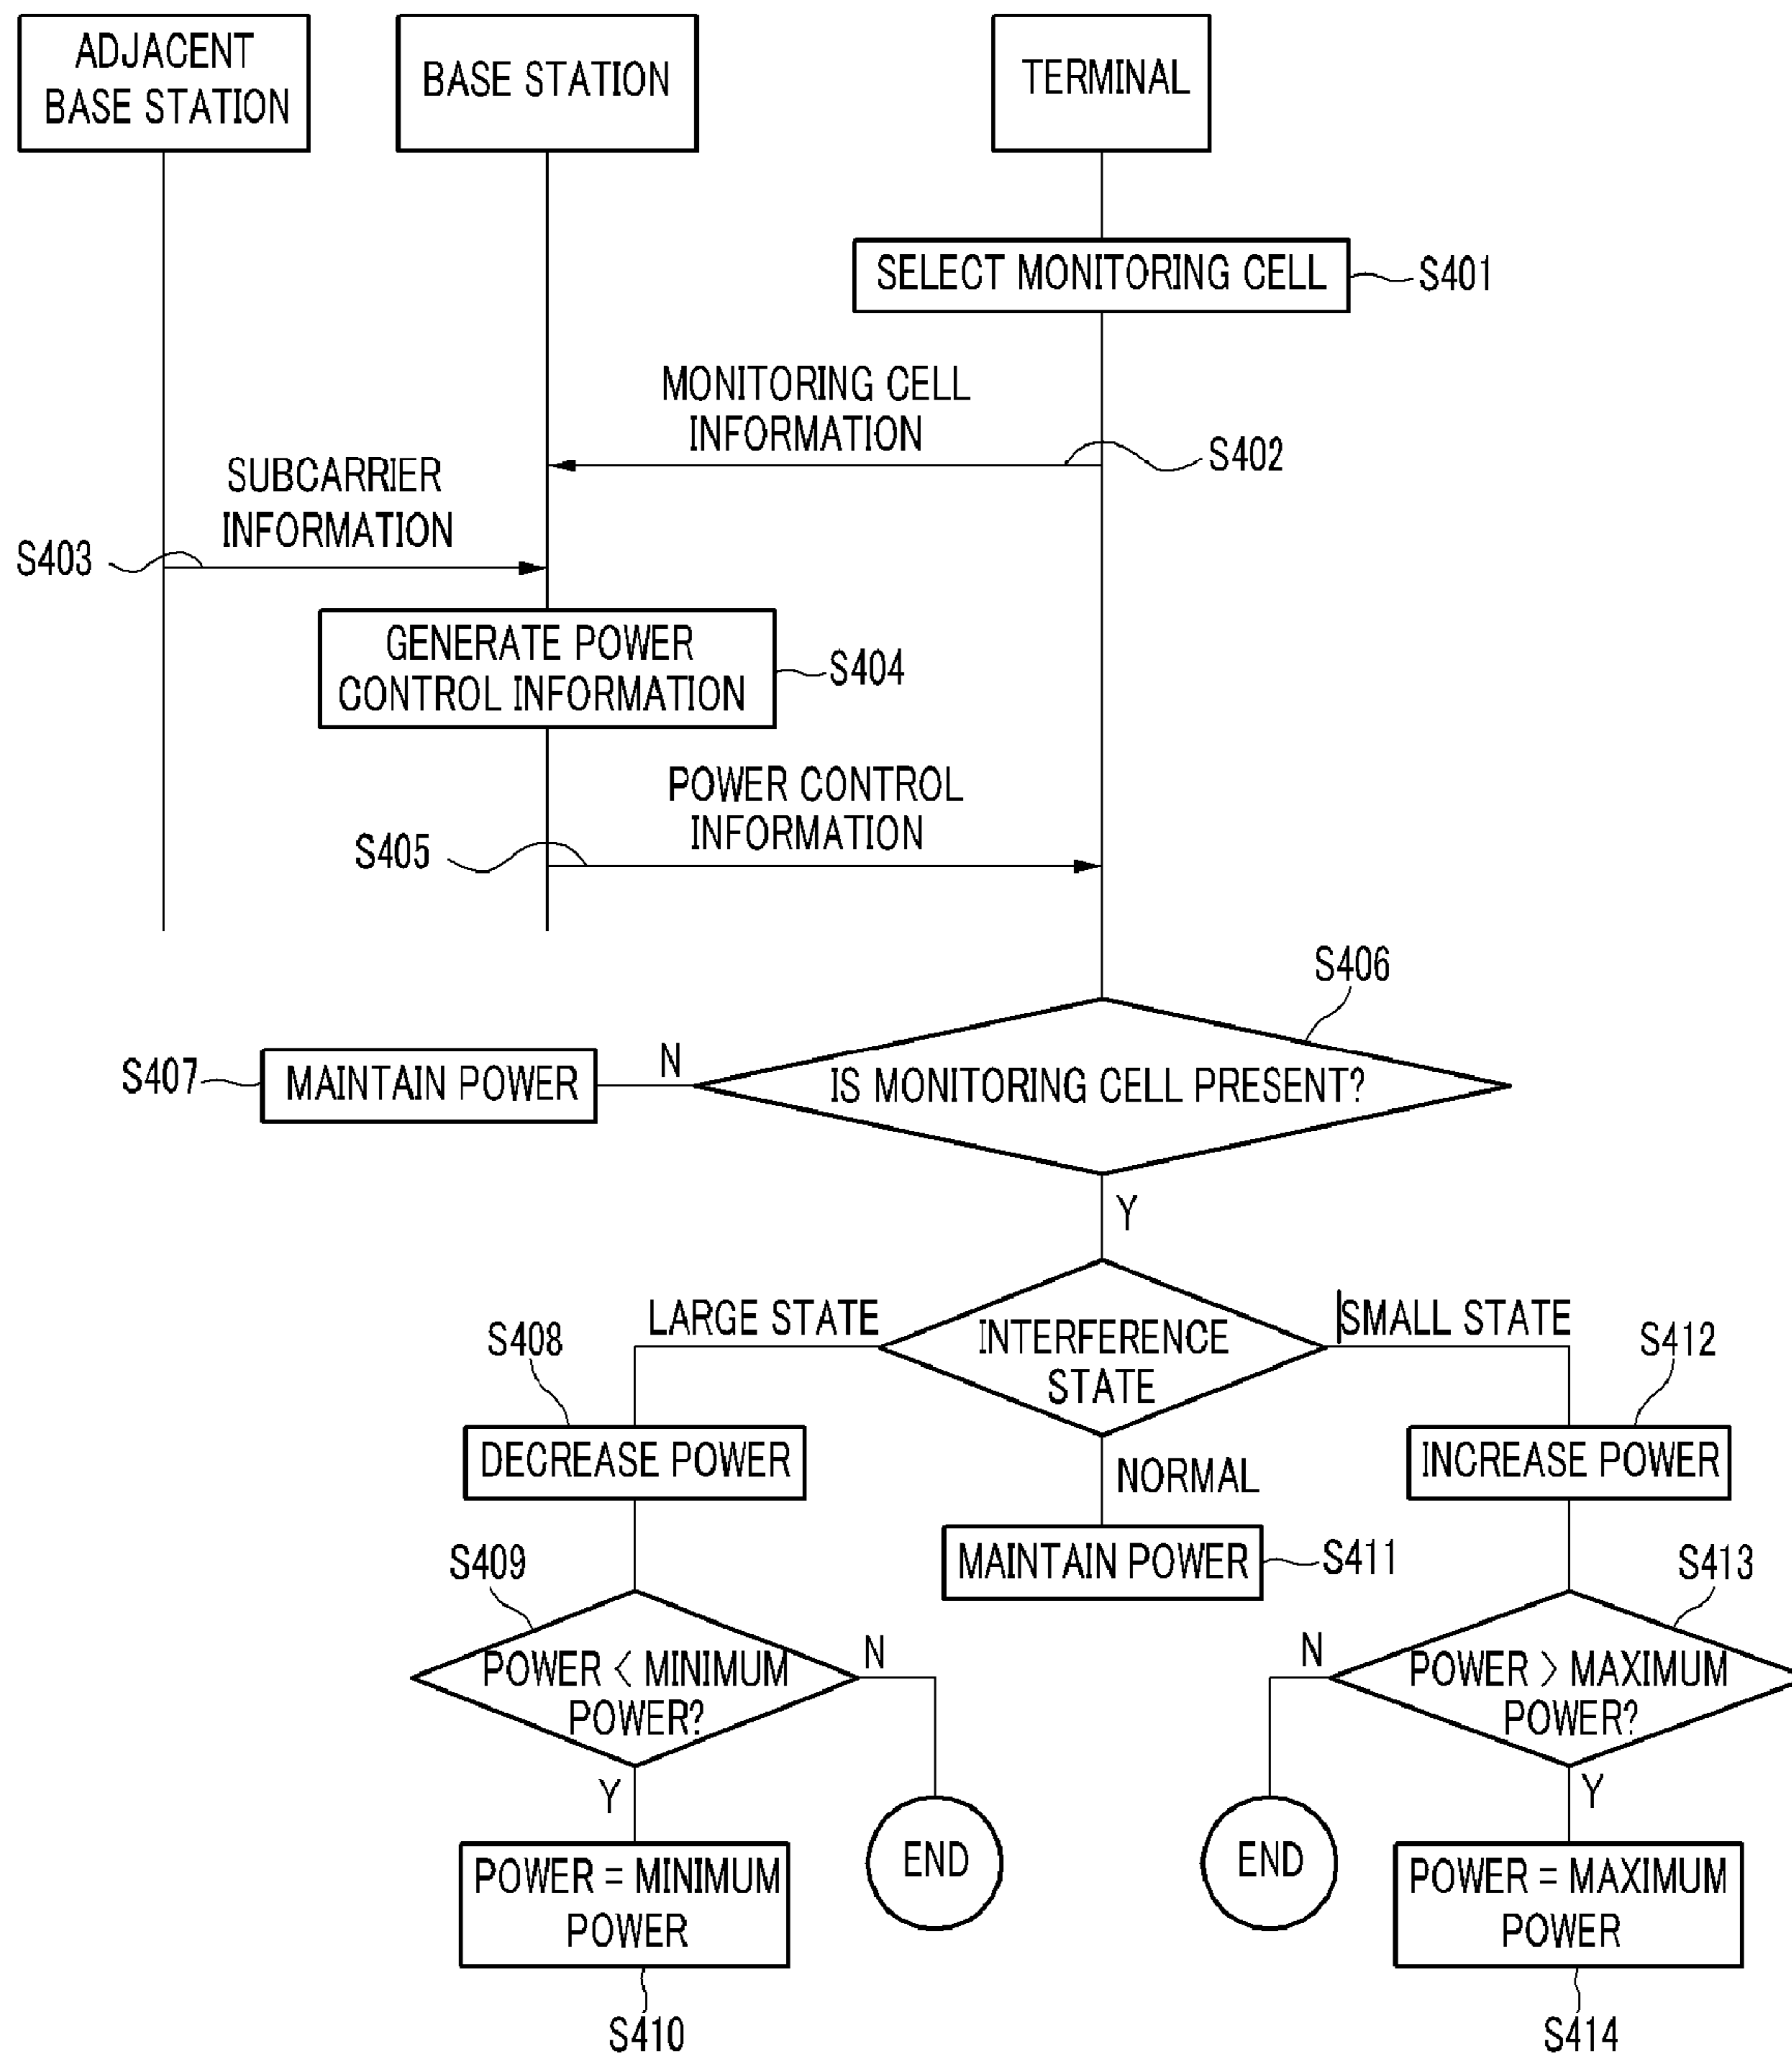 ADJACENT
BASE STATION
BASE STATION
TERMINAL
SELECT MONITORING CELL
S401
MONITORING CELL
INFORMATION
S402
SUBCARRIER
INFORMATION
S403
GENERATE POWER
CONTROL INFORMATION
S404
POWER CONTROL
INFORMATION
S405
S406
IS MONITORING CELL PRESENT?
N
MAINTAIN POWER
S407
Y
INTERFERENCE
STATE
LARGE STATE
SMALL STATE
S408
S412
DECREASE POWER
INCREASE POWER
NORMAL
MAINTAIN POWER
S411
S409
S413
POWER < MINIMUM
POWER?
N
N
POWER > MAXIMUM
POWER?
Y
Y
POWER = MINIMUM
POWER
END
END
POWER = MAXIMUM
POWER
S410
S414